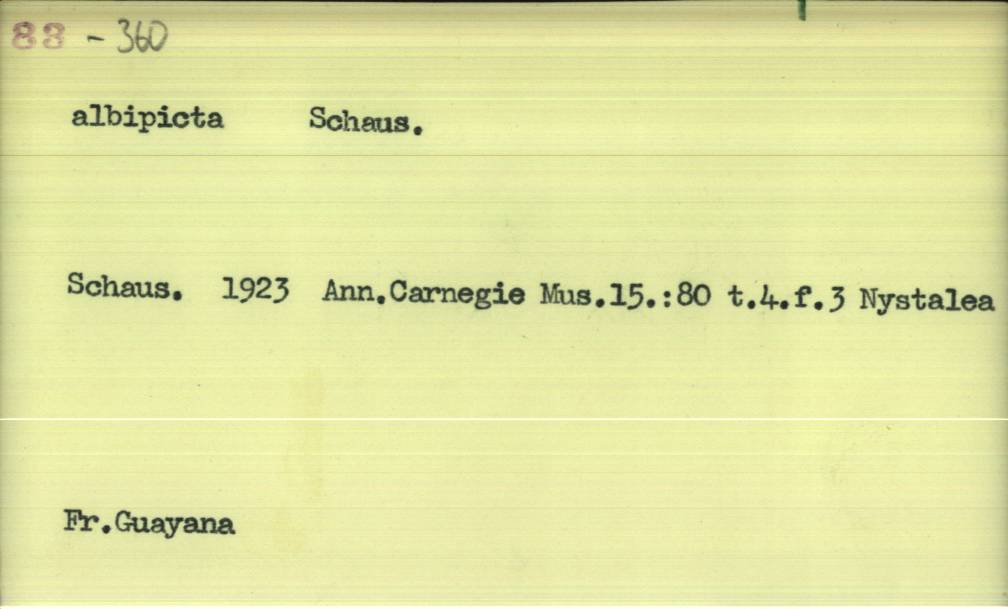 88 - 360
albipicta Schaus.
Schaus. 1923 Ann.Carnegie Mus.15.:80 t.4.f.3 Nystalea
Fr.Guayana